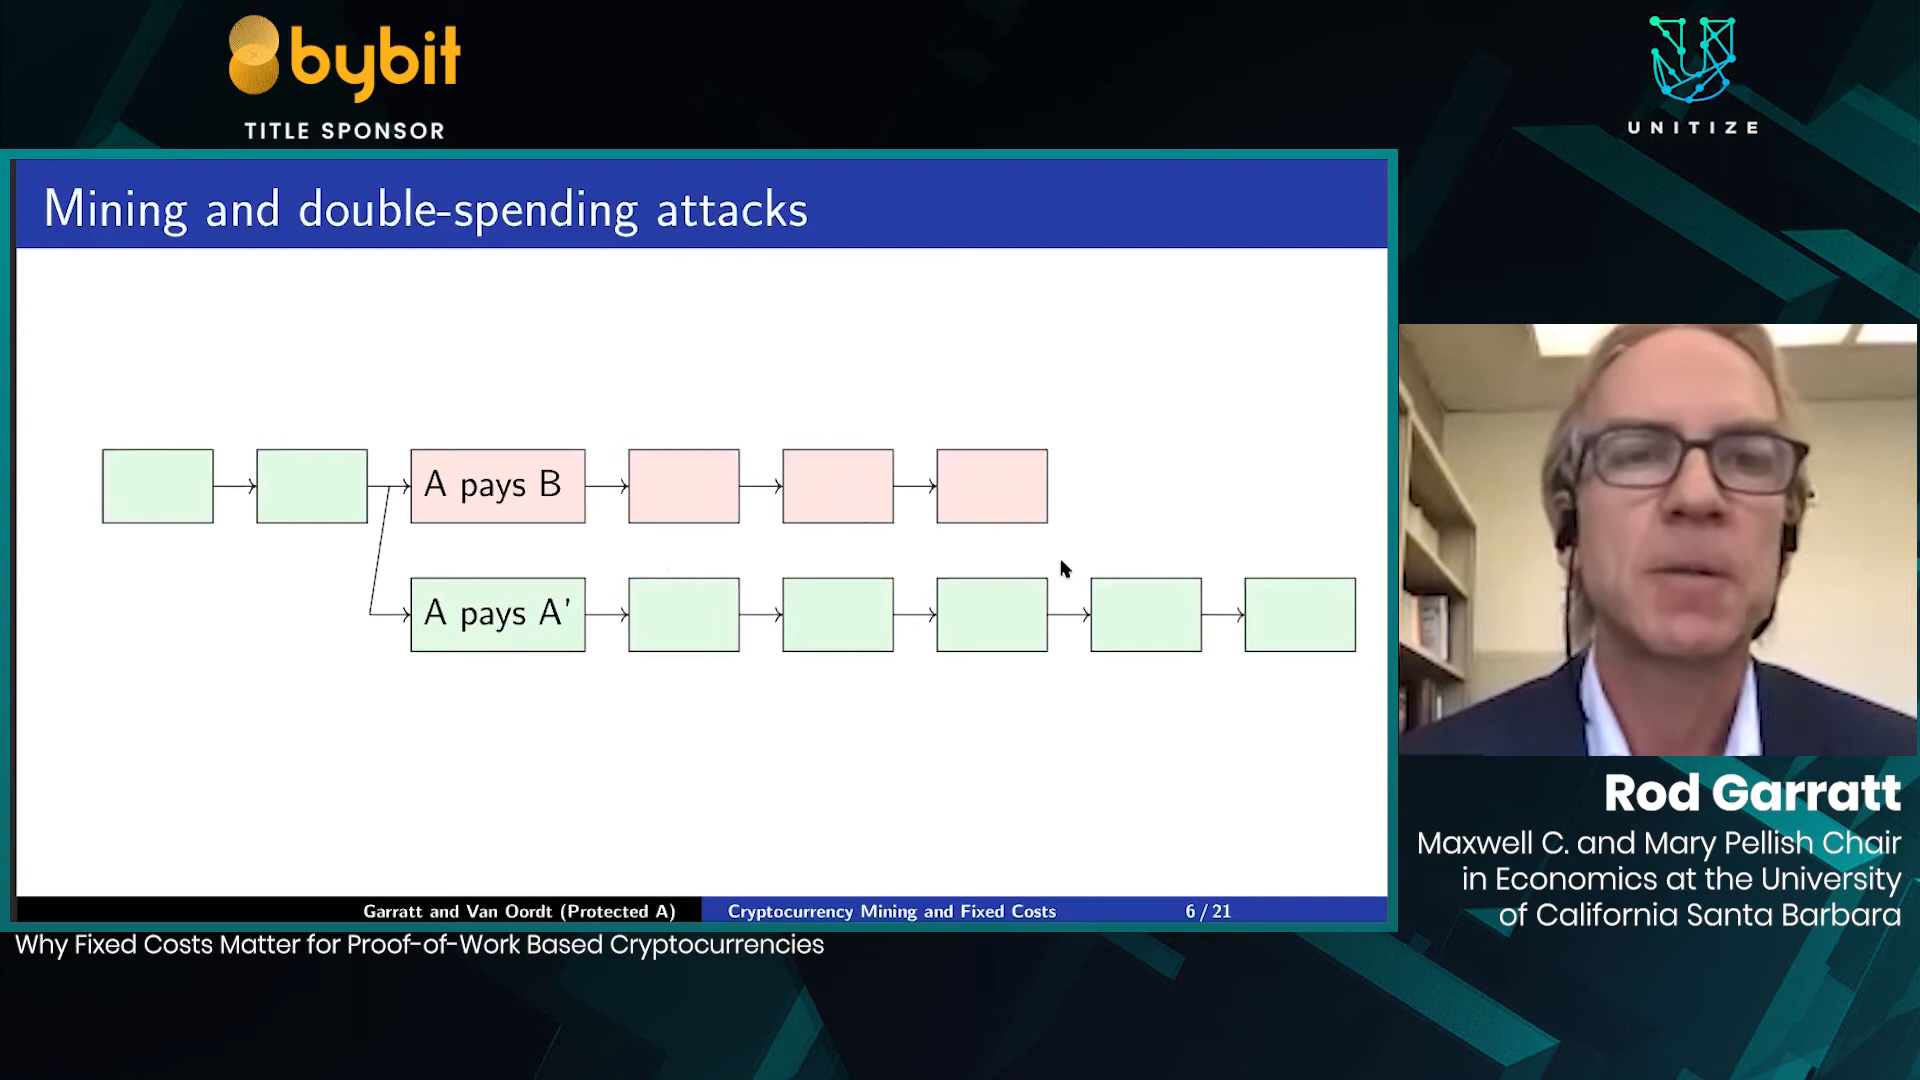 bybit
TITLE SPONSOR
UNITIZE
Mining and double-spending attacks
A pays B
A pays A'
Garratt and Van Oordt (Protected A)
Cryptocurrency Mining and Fixed Costs
6 / 21
Rod Garratt
Maxwell C. and Mary Pellish Chair
in Economics at the University
of California Santa Barbara
Why Fixed Costs Matter for Proof-of-Work Based Cryptocurrencies